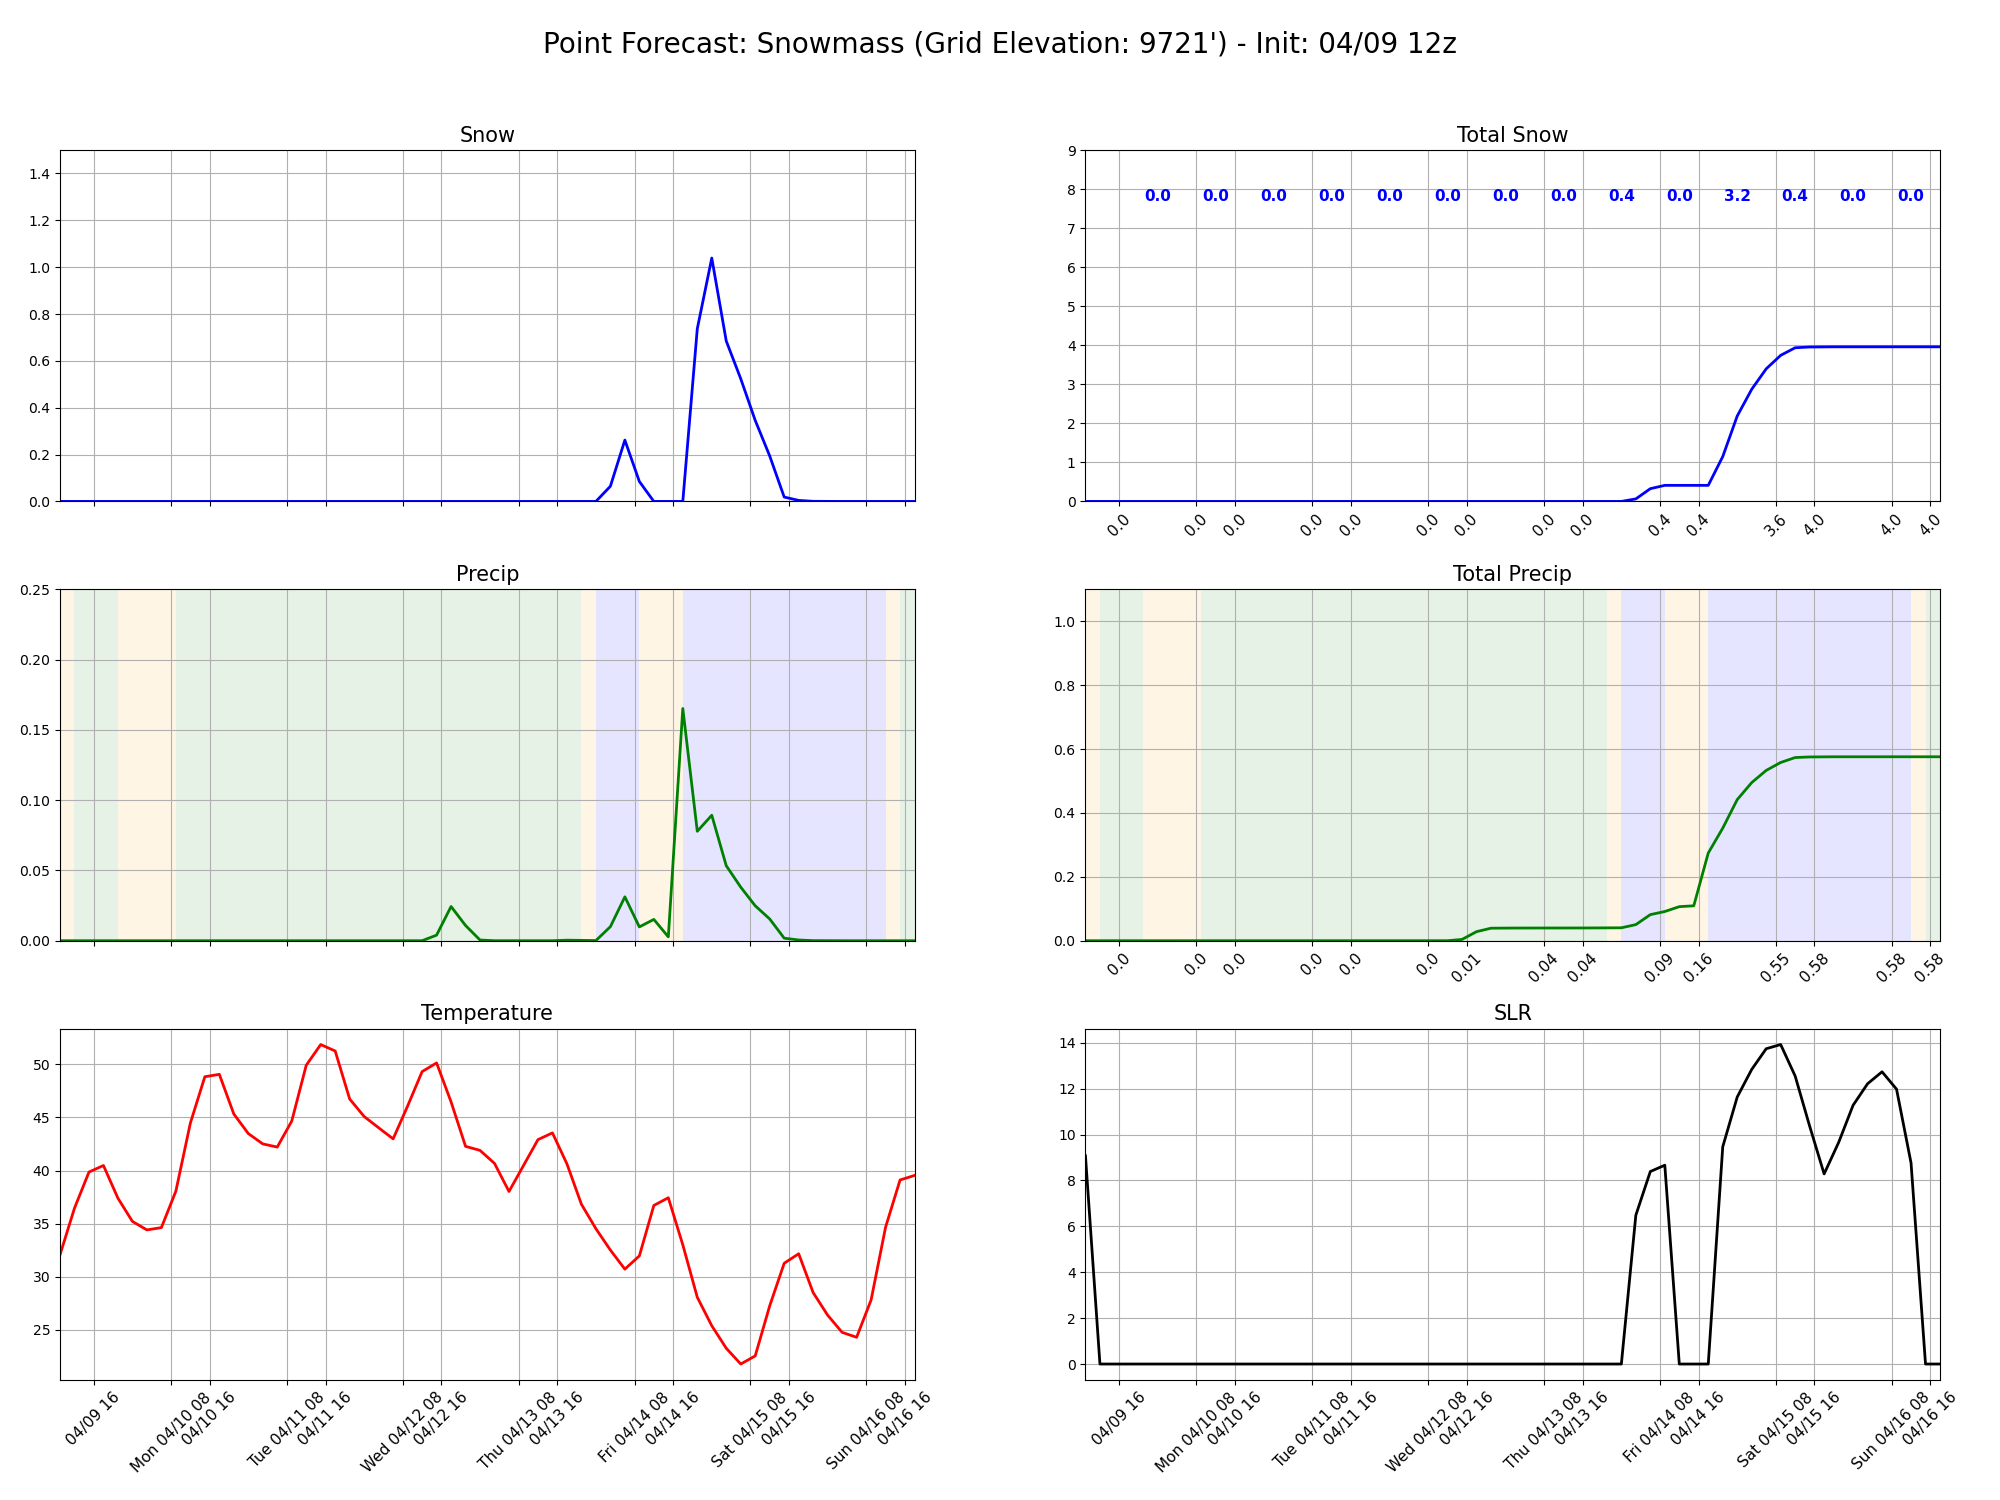 Point Forecast: Snowmass (Grid Elevation: 9721') - Init: 04/09 12z
Snow
1.4
1.2
1.0
0.8
0.6
0.4
0.2
0.0
Total Snow
9
8
7
6
5
4
3
2
1
0
0.0 0.0 0.0 0.0 0.0 0.0 0.0 0.0 0.4 0.0 3.2 0.4 0.0 0.0
0.0 0.0 0.0 0.0 0.0 0.0 0.0 0.0 0.0 0.4 0.4 3.6 4.0 4.0 4.0
Precip
0.25
0.20
0.15
0.10
0.05
0.00
Total Precip
1.0
0.8
0.6
0.4
0.2
0.0
0.0 0.0 0.0 0.0 0.0 0.0 0.01 0.04 0.04 0.09 0.16 0.55 0.58 0.58 0.58
Temperature
50
45
40
35
30
25
04/09 16
Mon 04/10 08
04/10 16
Tue 04/11 08
04/11 16
Wed 04/12 08
04/12 16
Thu 04/13 08
04/13 16
Fri 04/14 08
04/14 16
Sat 04/15 08
04/15 16
Sun 04/16 08
04/16 16
SLR
14
12
10
8
6
4
2
0
04/09 16
Mon 04/10 08
04/10 16
Tue 04/11 08
04/11 16
Wed 04/12 08
04/12 16
Thu 04/13 08
04/13 16
Fri 04/14 08
04/14 16
Sat 04/15 08
04/15 16
Sun 04/16 08
04/16 16